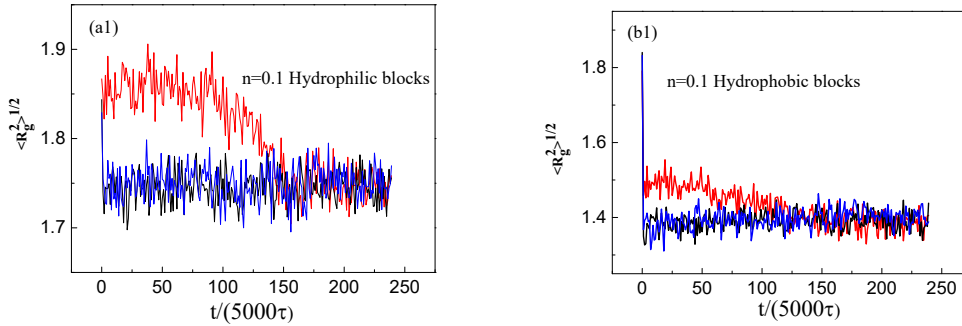 (a1)
n=0.1 Hydrophilic blocks
<R_g^2>^1/2
1.9
1.8
1.7
0 50 100 150 200 250
t/(5000τ)
(b1)
n=0.1 Hydrophobic blocks
<R_g^2>^1/2
1.8
1.6
1.4
1.2
0 50 100 150 200 250
t/(5000τ)